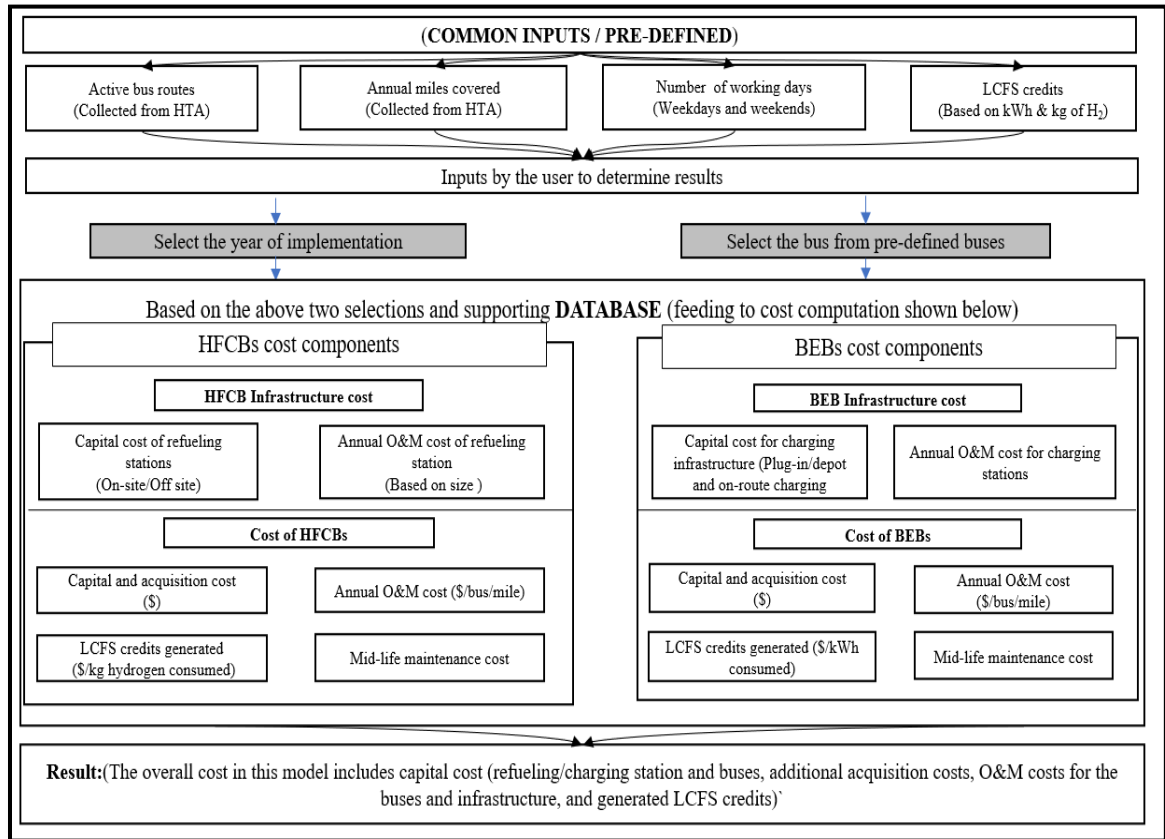 (COMMON INPUTS / PRE-DEFINED)
Active bus routes
(Collected from HTA)
Annual miles covered
(Collected from HTA)
Number of working days
(Weekdays and weekends)
LCFS credits
(Based on kWh & kg of H₂)
Inputs by the user to determine results
Select the year of implementation
Select the bus from pre-defined buses
Based on the above two selections and supporting DATABASE (feeding to cost computation shown below)
HFCBs cost components
HFCB Infrastructure cost
Capital cost of refueling
stations
(On-site/Off site)
Annual O&M cost of refueling
station
(Based on size )
Cost of HFCBs
Capital and acquisition cost
($)
Annual O&M cost ($/bus/mile)
LCFS credits generated
($/kg hydrogen consumed)
Mid-life maintenance cost
BEBs cost components
BEB Infrastructure cost
Capital cost for charging
infrastructure (Plug-in/depot
and on-route charging
Annual O&M cost for charging
stations
Cost of BEBs
Capital and acquisition cost
($)
Annual O&M cost
($/bus/mile)
LCFS credits generated ($/kWh
consumed)
Mid-life maintenance cost
Result:(The overall cost in this model includes capital cost (refueling/charging station and buses, additional acquisition costs, O&M costs for the
buses and infrastructure, and generated LCFS credits)`